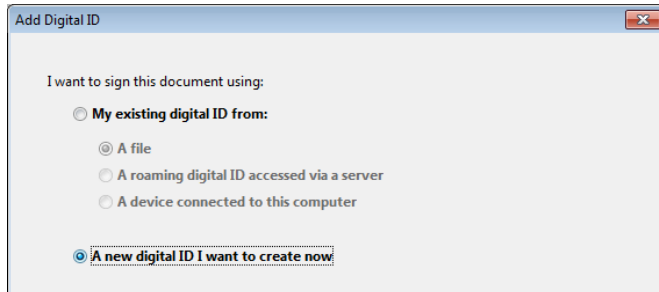 Add Digital ID
I want to sign this document using:
My existing digital ID from:
A file
A roaming digital ID accessed via a server
A device connected to this computer
A new digital ID I want to create now